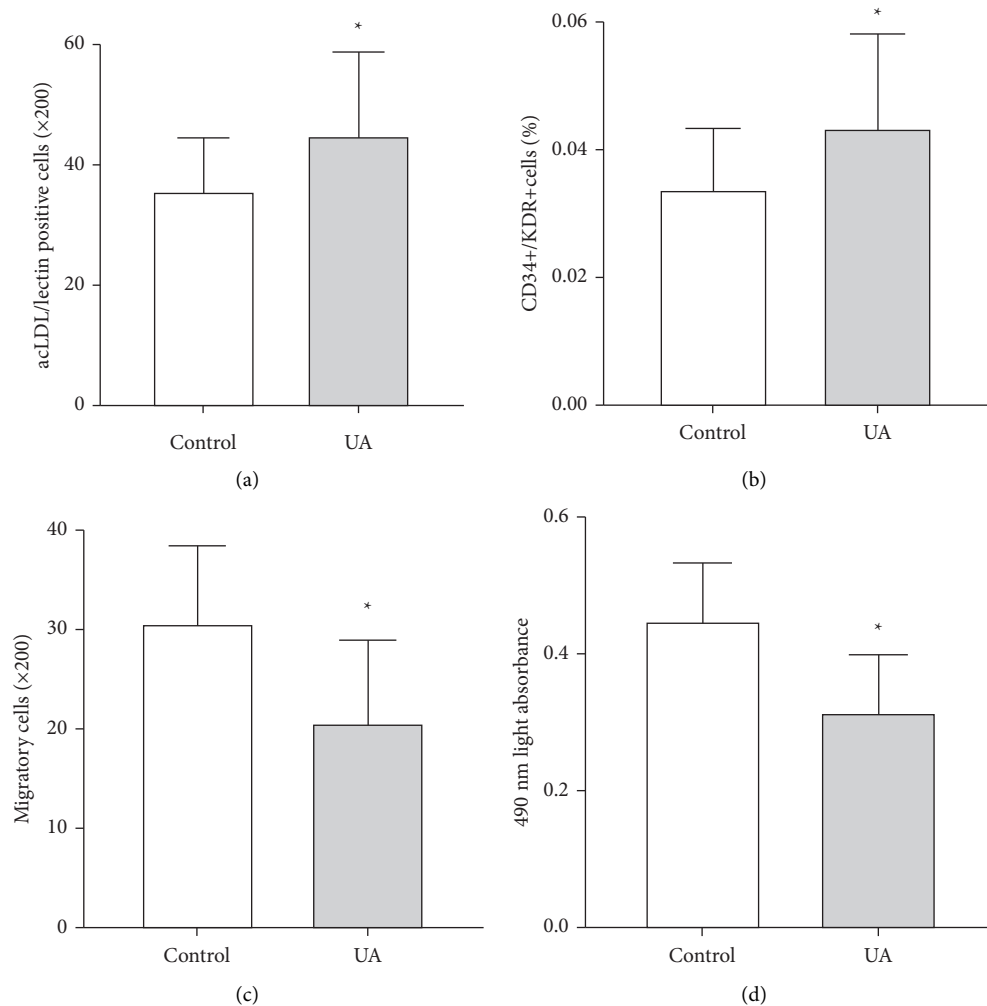 acLDL/lectin positive cells (×200)
60
40
20
0
*
Control UA
(a)
CD34+/KDR+cells (%)
0.06
0.04
0.02
0.00
*
Control UA
(b)
Migratory cells (×200)
40
30
20
10
0
*
Control UA
(c)
490 nm light absorbance
0.6
0.4
0.2
0.0
*
Control UA
(d)